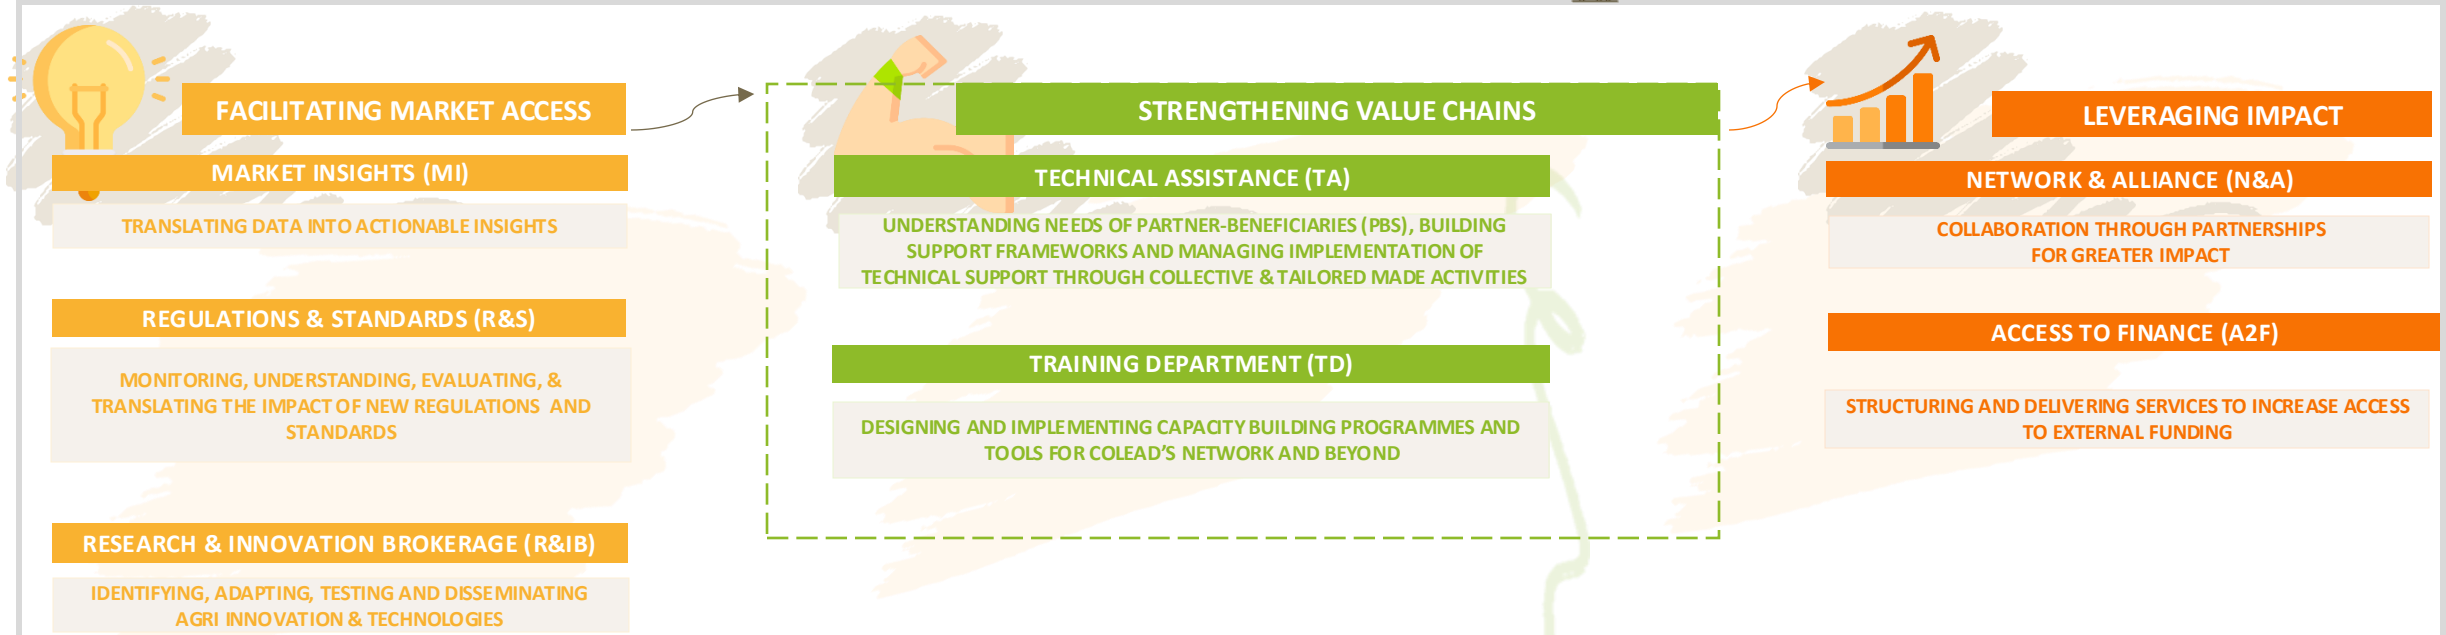 FACILITATING MARKET ACCESS
MARKET INSIGHTS (MI)
TRANSLATING DATA INTO ACTIONABLE INSIGHTS
REGULATIONS & STANDARDS (R&S)
MONITORING, UNDERSTANDING, EVALUATING, &
TRANSLATING THE IMPACT OF NEW REGULATIONS AND
STANDARDS
RESEARCH & INNOVATION BROKERAGE (R&IB)
IDENTIFYING, ADAPTING, TESTING AND DISSEMINATING
AGRI INNOVATION & TECHNOLOGIES
STRENGTHENING VALUE CHAINS
TECHNICAL ASSISTANCE (TA)
UNDERSTANDING NEEDS OF PARTNER-BENEFICIARIES (PBS), BUILDING
SUPPORT FRAMEWORKS AND MANAGING IMPLEMENTATION OF
TECHNICAL SUPPORT THROUGH COLLECTIVE & TAILORED MADE ACTIVITIES
TRAINING DEPARTMENT (TD)
DESIGNING AND IMPLEMENTING CAPACITY BUILDING PROGRAMMES AND
TOOLS FOR COLEAD’S NETWORK AND BEYOND
LEVERAGING IMPACT
NETWORK & ALLIANCE (N&A)
COLLABORATION THROUGH PARTNERSHIPS
FOR GREATER IMPACT
ACCESS TO FINANCE (A2F)
STRUCTURING AND DELIVERING SERVICES TO INCREASE ACCESS
TO EXTERNAL FUNDING